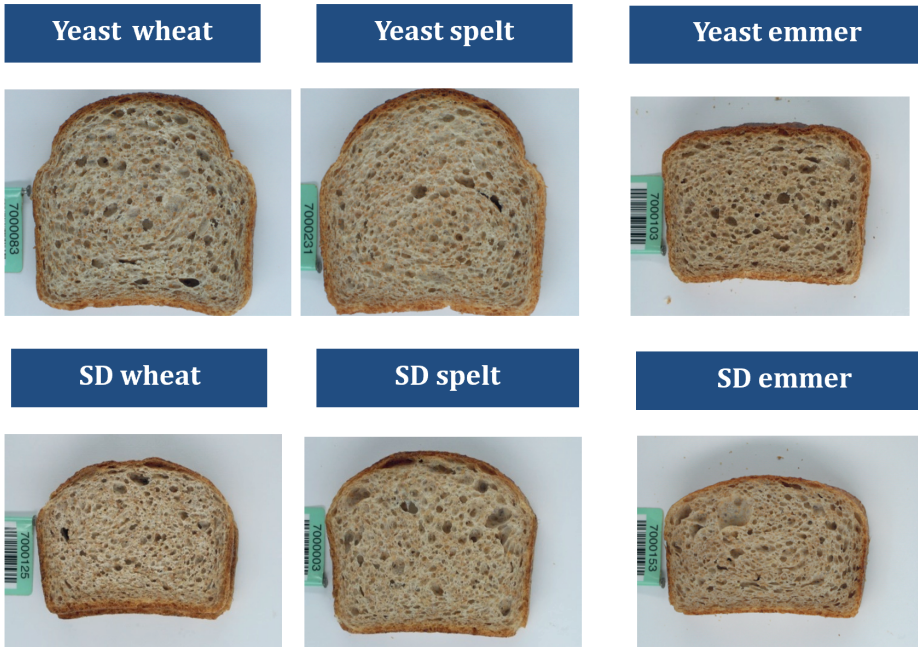 Yeast wheat
Yeast spelt
Yeast emmer
7000083
7000231
7000103
SD wheat
SD spelt
SD emmer
7000125
7000003
7000153